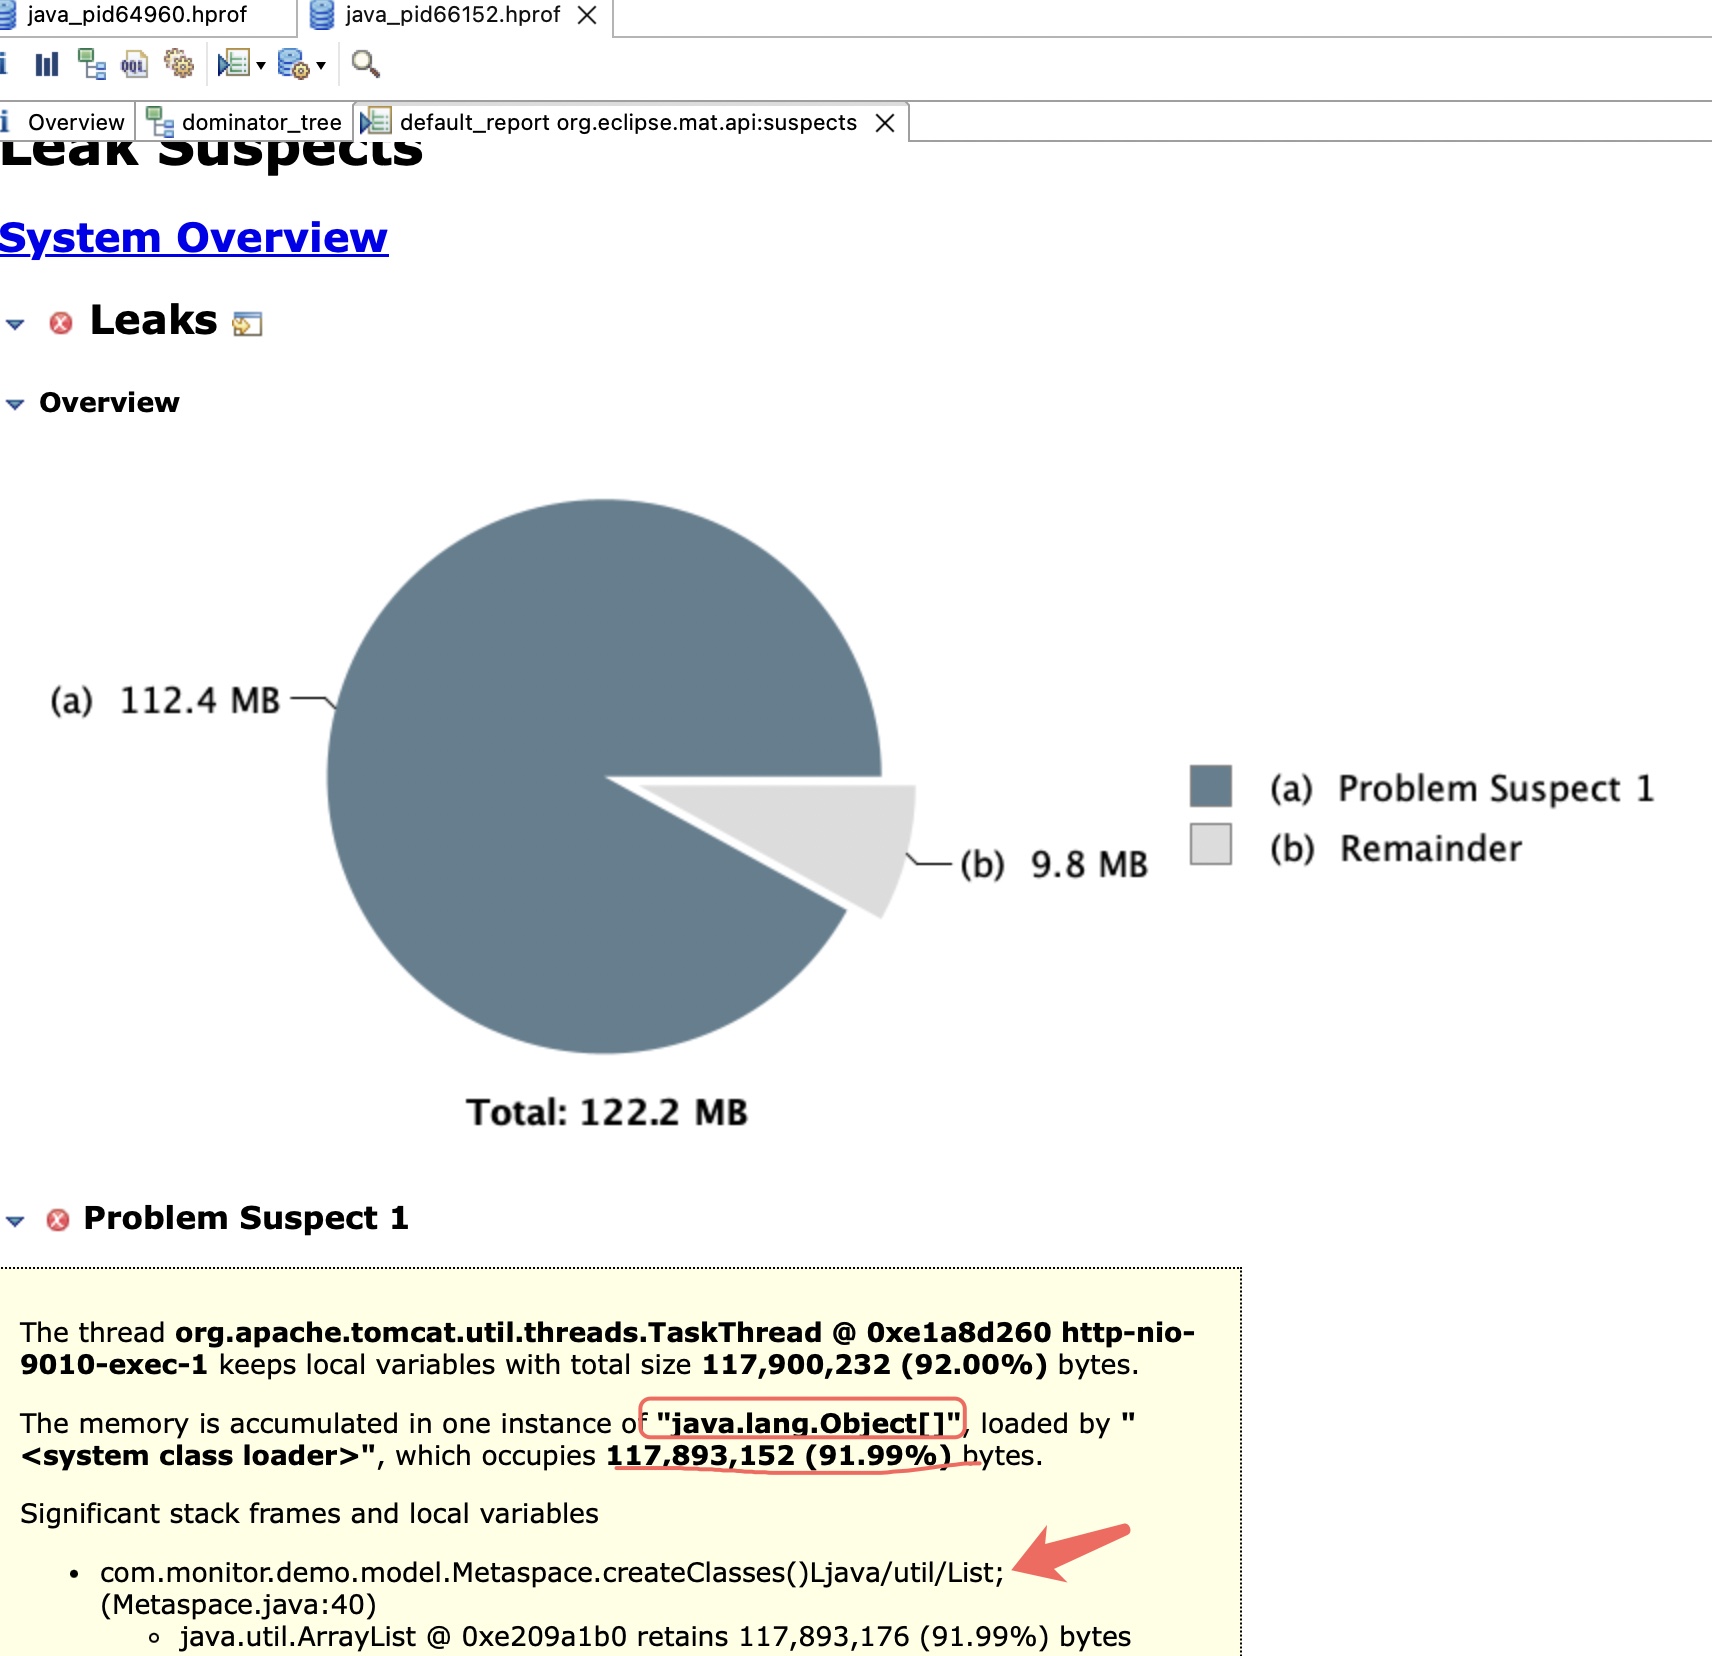 java_pid64960.hprof
java_pid66152.hprof
OQL
i Overview
dominator_tree
default_report org.eclipse.mat.api:suspects
Leak Suspects
System Overview
Leaks
Overview
(a) 112.4 MB
(b) 9.8 MB
(a) Problem Suspect 1
(b) Remainder
Total: 122.2 MB
Problem Suspect 1
The thread org.apache.tomcat.util.threads.TaskThread @ 0xe1a8d260 http-nio-
9010-exec-1 keeps local variables with total size 117,900,232 (92.00%) bytes.
The memory is accumulated in one instance of "java.lang.Object[]", loaded by "
<system class loader>", which occupies 117,893,152 (91.99%) bytes.
Significant stack frames and local variables
• com.monitor.demo.model.Metaspace.createClasses()Ljava/util/List;
(Metaspace.java:40)
java.util.ArrayList @ 0xe209a1b0 retains 117,893,176 (91.99%) bytes